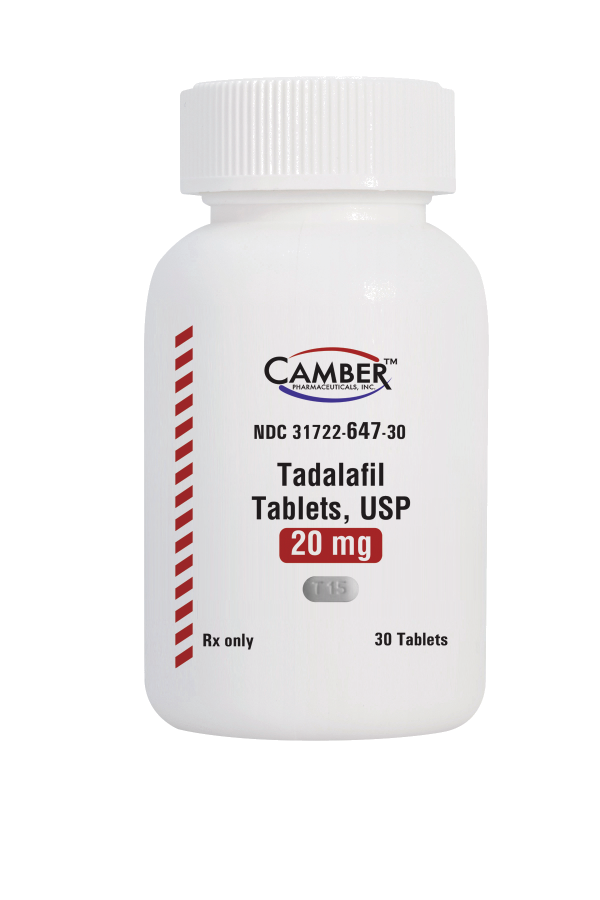 CAMBER™
PHARMACEUTICALS, INC.
NDC 31722-647-30
Tadalafil
Tablets, USP
20 mg
T 15
Rx only
30 Tablets